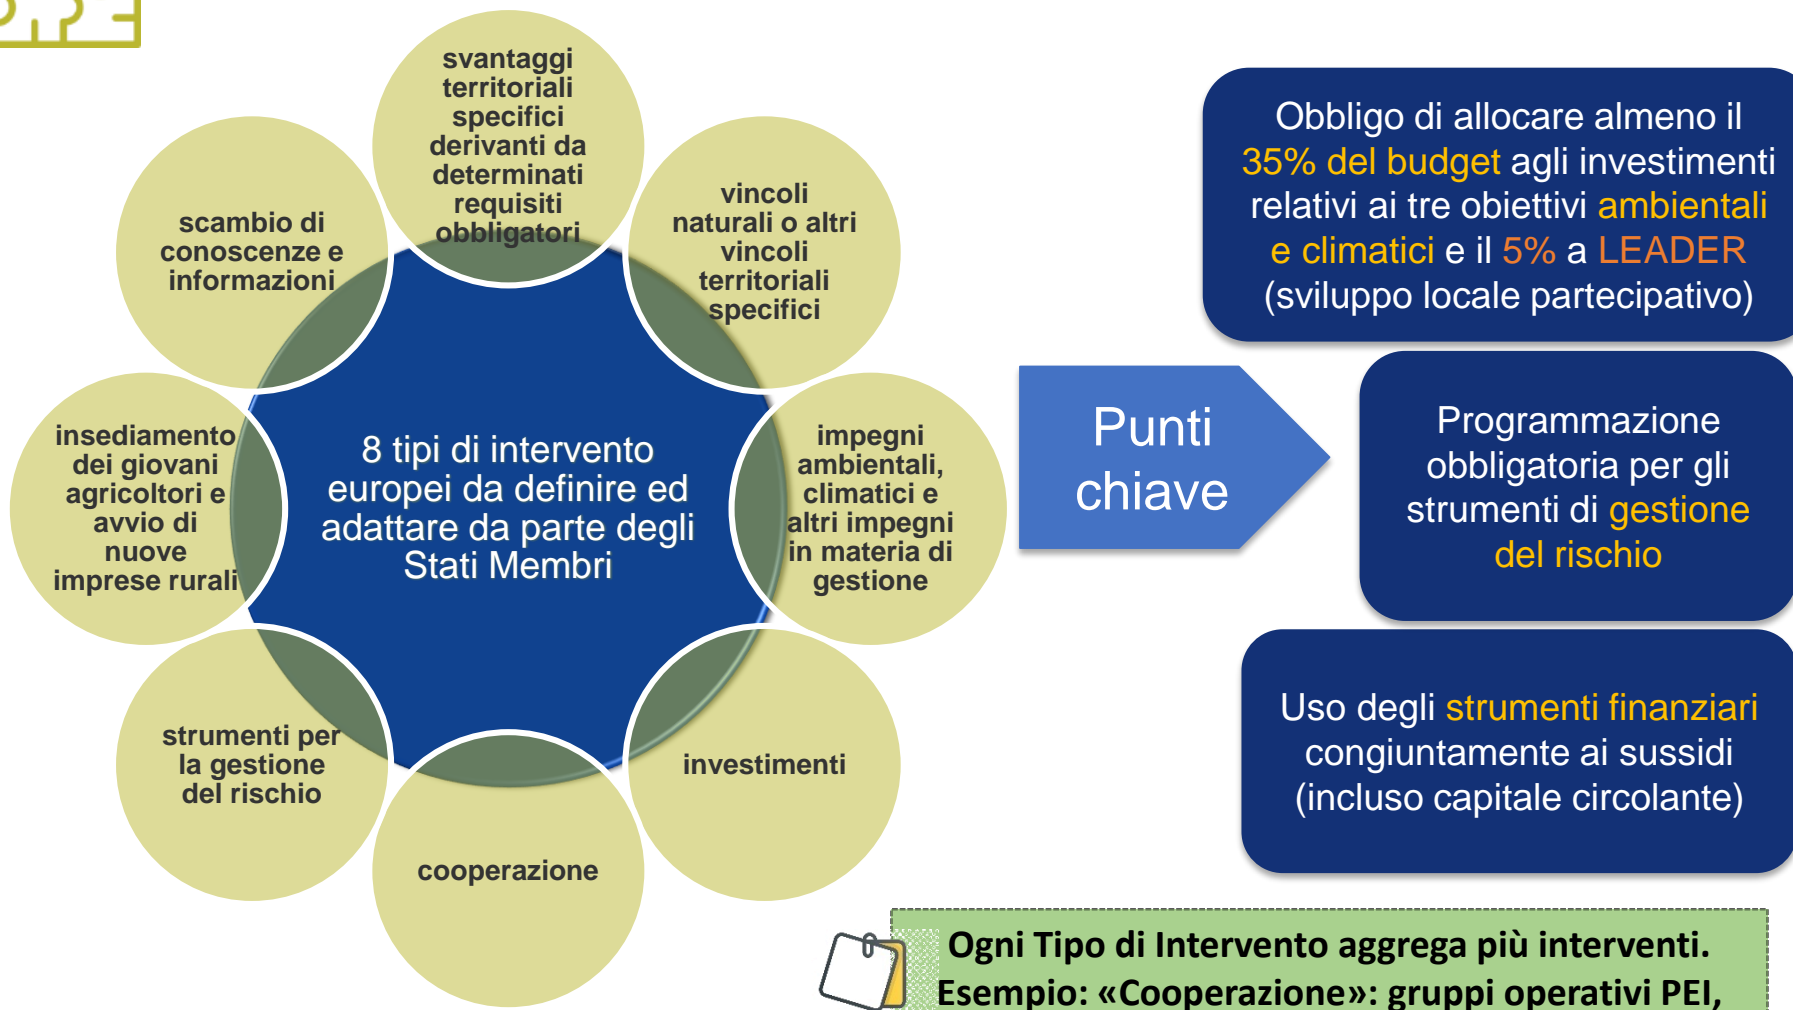 svantaggi
territoriali
specifici
derivanti da
determinati
requisiti
obbligatori
vincoli
naturali o altri
vincoli
territoriali
specifici
impegni
ambientali,
climatici e
altri impegni
in materia di
gestione
investimenti
cooperazione
strumenti per
la gestione
del rischio
insediamento
dei giovani
agricoltori e
avvio di
nuove
imprese rurali
scambio di
conoscenze e
informazioni
8 tipi di intervento
europei da definire ed
adattare da parte degli
Stati Membri
Punti
chiave
Obbligo di allocare almeno il
35% del budget agli investimenti
relativi ai tre obiettivi ambientali
e climatici e il 5% a LEADER
(sviluppo locale partecipativo)
Programmazione
obbligatoria per gli
strumenti di gestione
del rischio
Uso degli strumenti finanziari
congiuntamente ai sussidi
(incluso capitale circolante)
Ogni Tipo di Intervento aggrega più interventi.
Esempio: «Cooperazione»: gruppi operativi PEI,